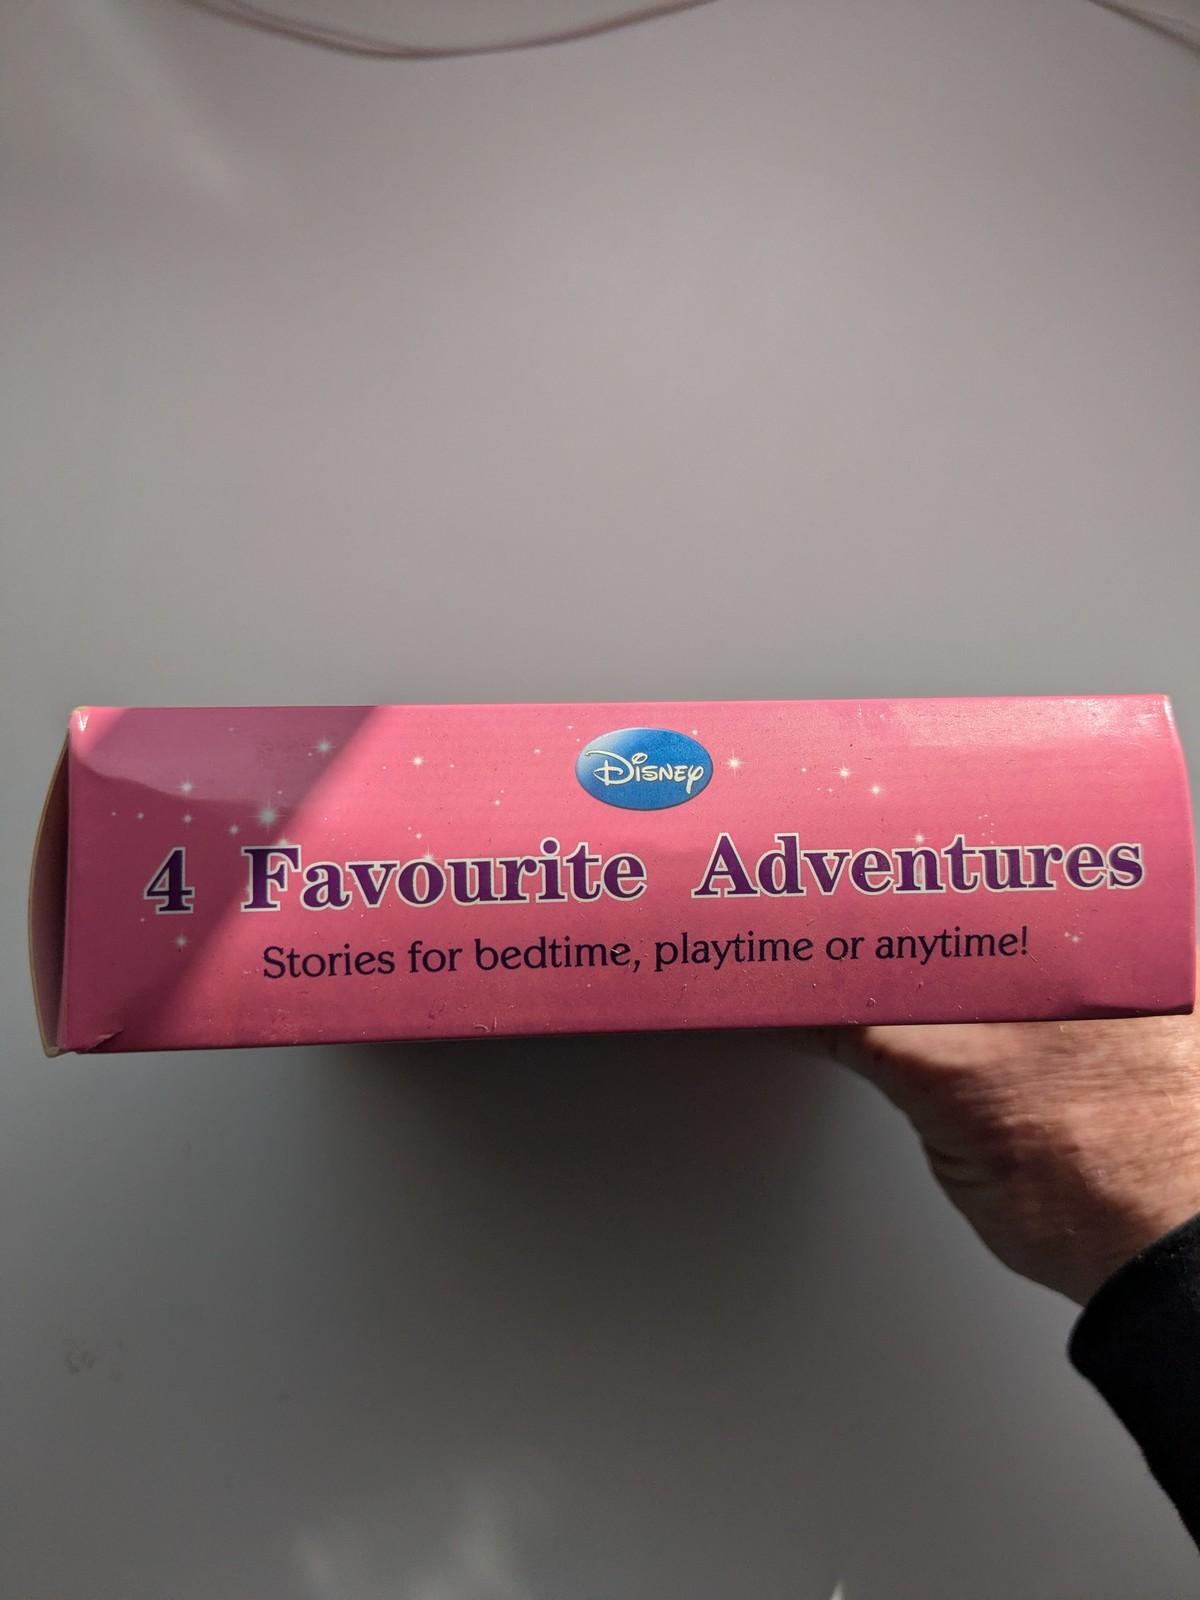 Disney
4 Favourite Adventures
Stories for bedtime, playtime or anytime!